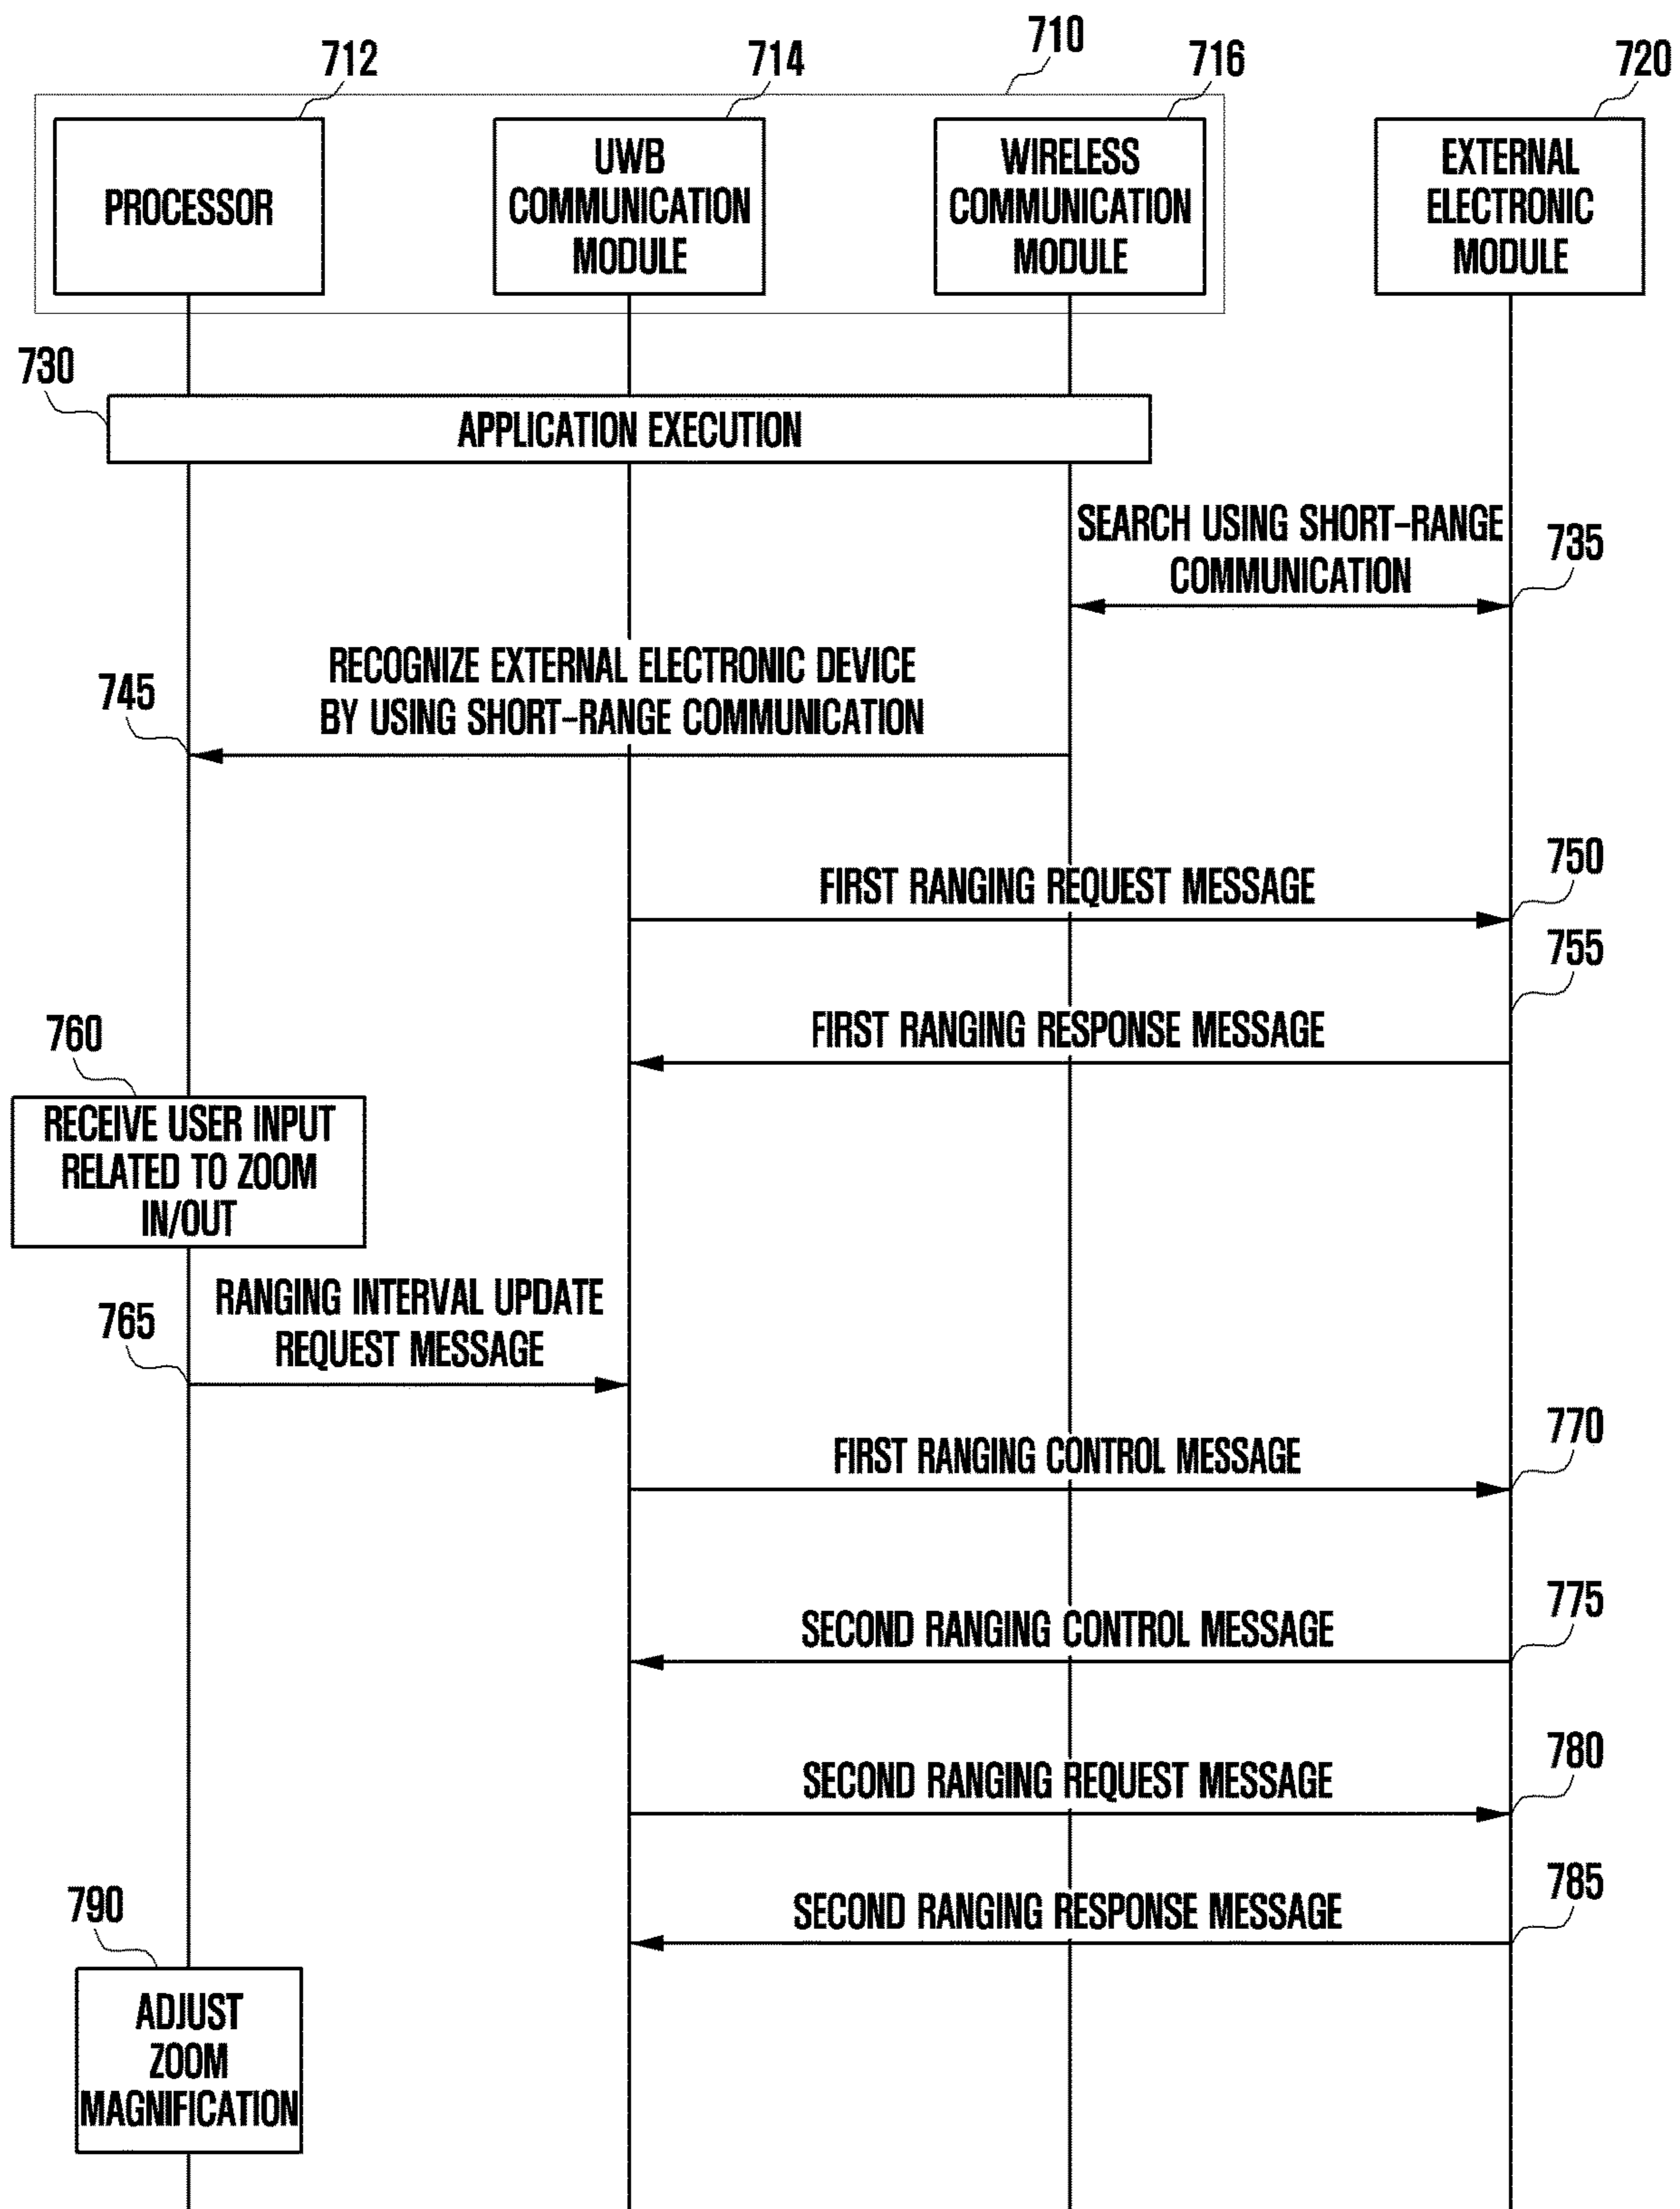 710
712
714
716
720
PROCESSOR
UWB
COMMUNICATION
MODULE
WIRELESS
COMMUNICATION
MODULE
EXTERNAL
ELECTRONIC
MODULE
730
APPLICATION EXECUTION
SEARCH USING SHORT-RANGE
COMMUNICATION
735
RECOGNIZE EXTERNAL ELECTRONIC DEVICE
BY USING SHORT-RANGE COMMUNICATION
745
FIRST RANGING REQUEST MESSAGE
750
755
FIRST RANGING RESPONSE MESSAGE
760
RECEIVE USER INPUT
RELATED TO ZOOM
IN/OUT
RANGING INTERVAL UPDATE
REQUEST MESSAGE
765
FIRST RANGING CONTROL MESSAGE
770
SECOND RANGING CONTROL MESSAGE
775
SECOND RANGING REQUEST MESSAGE
780
SECOND RANGING RESPONSE MESSAGE
785
790
ADJUST
ZOOM
MAGNIFICATION